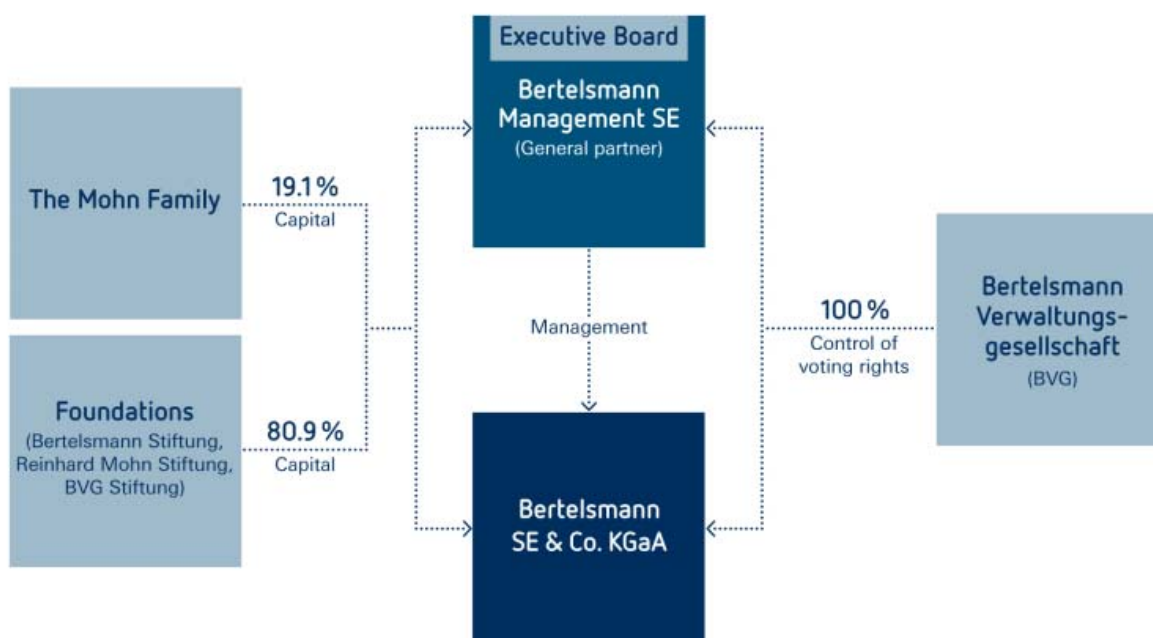 Executive Board
Bertelsmann
Management SE
(General partner)
The Mohn Family
19.1 %
Capital
Foundations
(Bertelsmann Stiftung,
Reinhard Mohn Stiftung,
BVG Stiftung)
80.9 %
Capital
Management
100 %
Control of
voting rights
Bertelsmann
Verwaltungs-
gesellschaft
(BVG)
Bertelsmann
SE & Co. KGaA